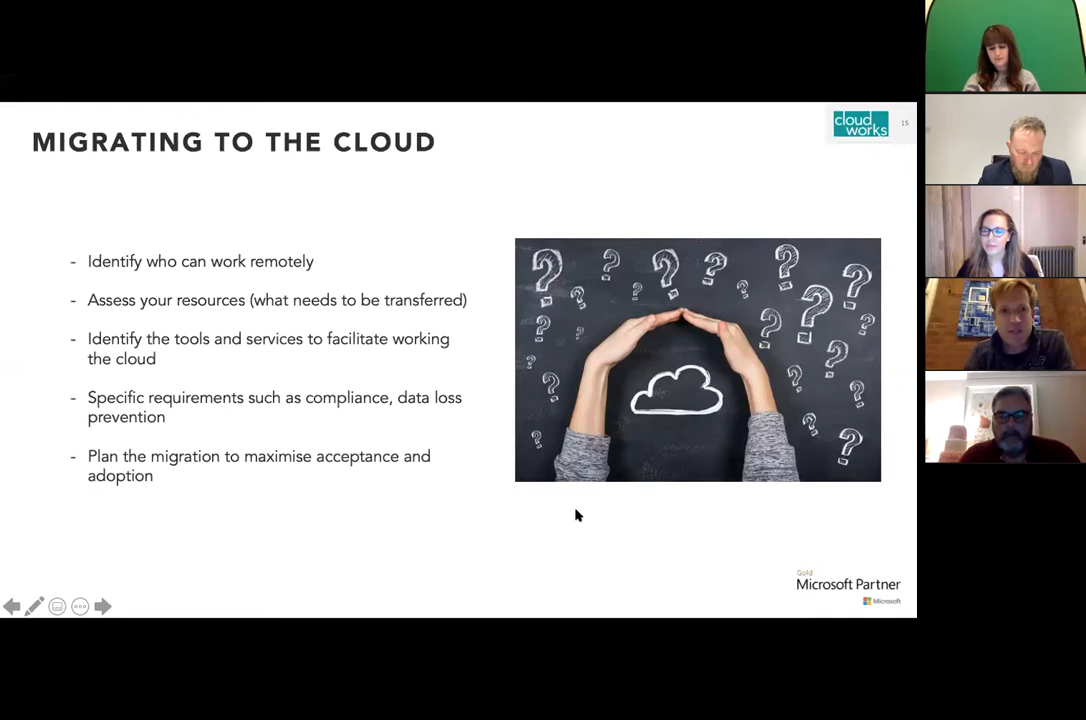 cloud
works
15
MIGRATING TO THE CLOUD
- Identify who can work remotely
- Assess your resources (what needs to be transferred)
- Identify the tools and services to facilitate working
the cloud
- Specific requirements such as compliance, data loss
prevention
- Plan the migration to maximise acceptance and
adoption
? ? ? ? ? ? ? ? ? ? ? ? ? ? ? ? ? ? ? ? ?
Gold
Microsoft Partner
Microsoft